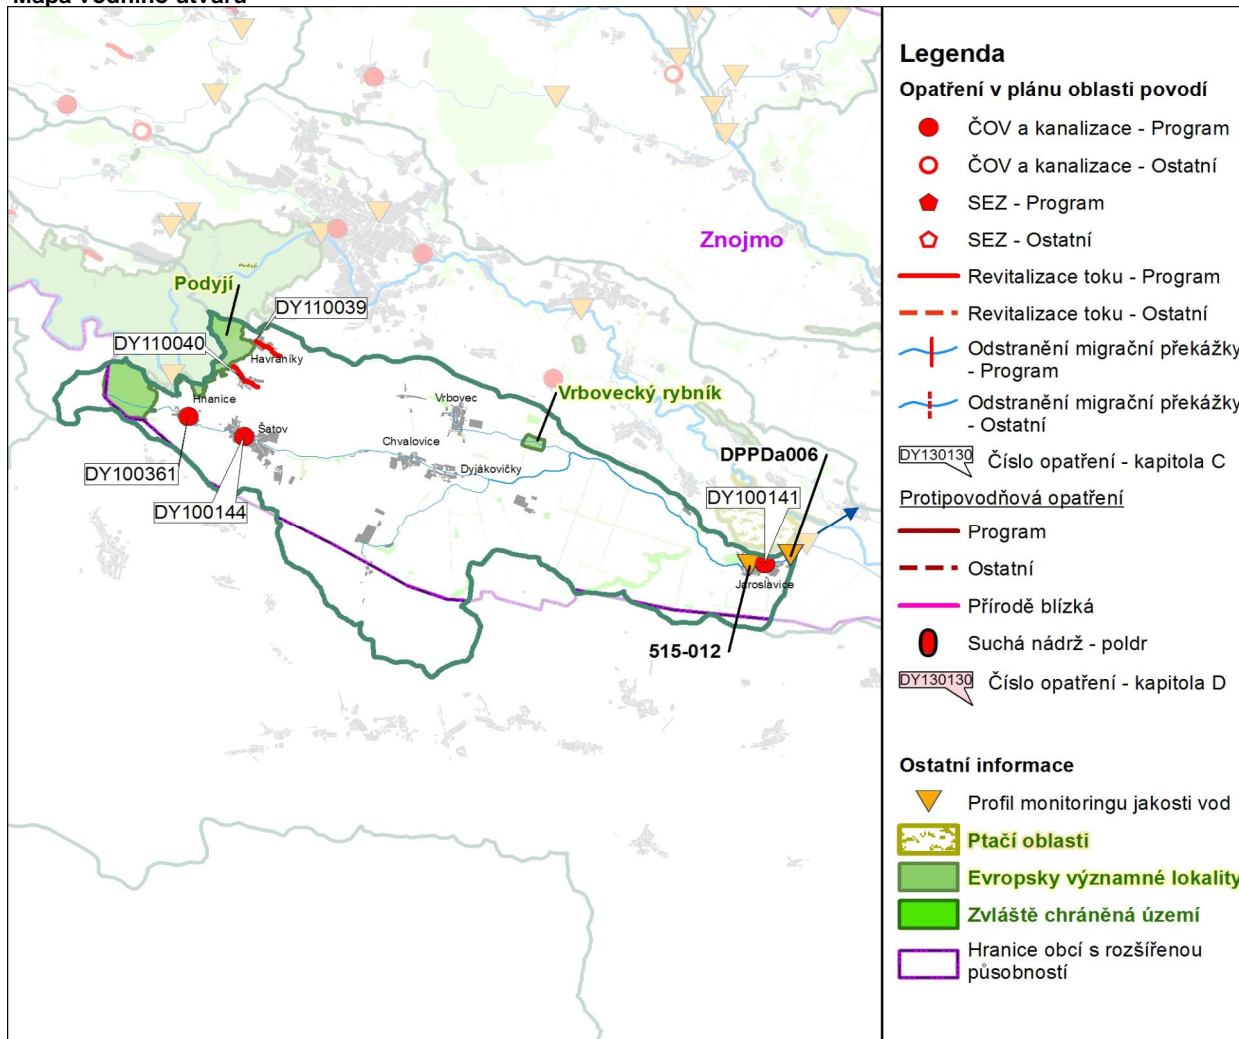 Mapa vodního útvaru
Znojmo
Podyjí
Podyjí
DY110039
DY110040
Havraníky
Hnanice
Vrbovecký rybník
Vrbovec
Šatov
Chvalovice
DPPDa006
Dyjákovičky
DY100361
DY100144
DY100141
Jaroslavice
515-012
Legenda
Opatření v plánu oblasti povodí
ČOV a kanalizace - Program
ČOV a kanalizace - Ostatní
SEZ - Program
SEZ - Ostatní
Revitalizace toku - Program
Revitalizace toku - Ostatní
Odstranění migrační překážky
- Program
Odstranění migrační překážky
- Ostatní
DY130130 Číslo opatření - kapitola C
Protipovodňová opatření
Program
Ostatní
Přírodě blízká
Suchá nádrž - poldr
DY130130 Číslo opatření - kapitola D
Ostatní informace
Profil monitoringu jakosti vod
Ptačí oblasti
Evropsky významné lokality
Zvláště chráněná území
Hranice obcí s rozšířenou
působností